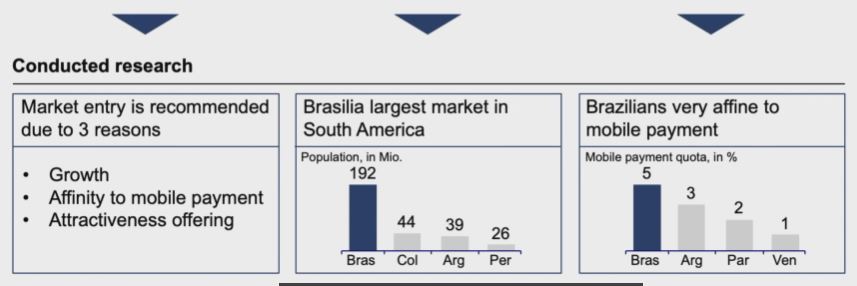 Conducted research
Market entry is recommended
due to 3 reasons
• Growth
• Affinity to mobile payment
• Attractiveness offering
Brasilia largest market in
South America
Population, in Mio.
192
44
39
26
Bras
Col
Arg
Per
Brazilians very affine to
mobile payment
Mobile payment quota, in %
5
3
2
1
Bras
Arg
Par
Ven